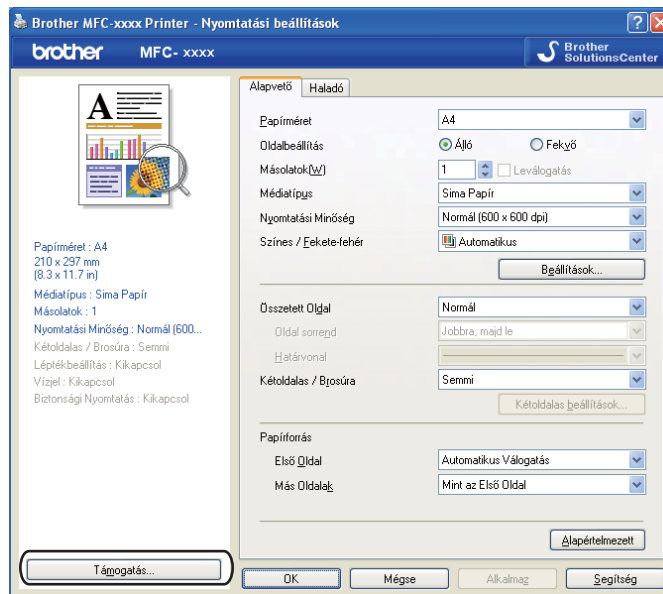 Brother MFC-xxxx Printer - Nyomtatási beállítások
brother MFC- xxxx Brother SolutionsCenter
A
Papírméret : A4
210 x 297 mm
(8.3 x 11.7 in)
Médiatípus : Sima Papír
Másolatok : 1
Nyomtatási Minőség : Normál (600...
Kétoldalas / Brosúra : Semmi
Léptékbeállítás : Kikapcsol
Vízjel : Kikapcsol
Biztonsági Nyomtatás : Kikapcsol
Támogatás...
Alapvető Haladó
Papírméret A4
Oldalbeállítás Álló Fekvő
Másolatok(W) 1 Leválogatás
Médiatípus Sima Papír
Nyomtatási Minőség Normál (600 x 600 dpi)
Színes / Fekete-fehér Automatikus
Beállítások...
Összetett Oldal Normál
Oldal sorrend Jobbra, majd le
Határvonal
Kétoldalas / Brosúra Semmi
Kétoldalas beállítások...
Papírforrás
Első Oldal Automatikus Válogatás
Más Oldalak Mint az Első Oldal
Alapértelmezett
OK Mégse Alkalmaz Segítség